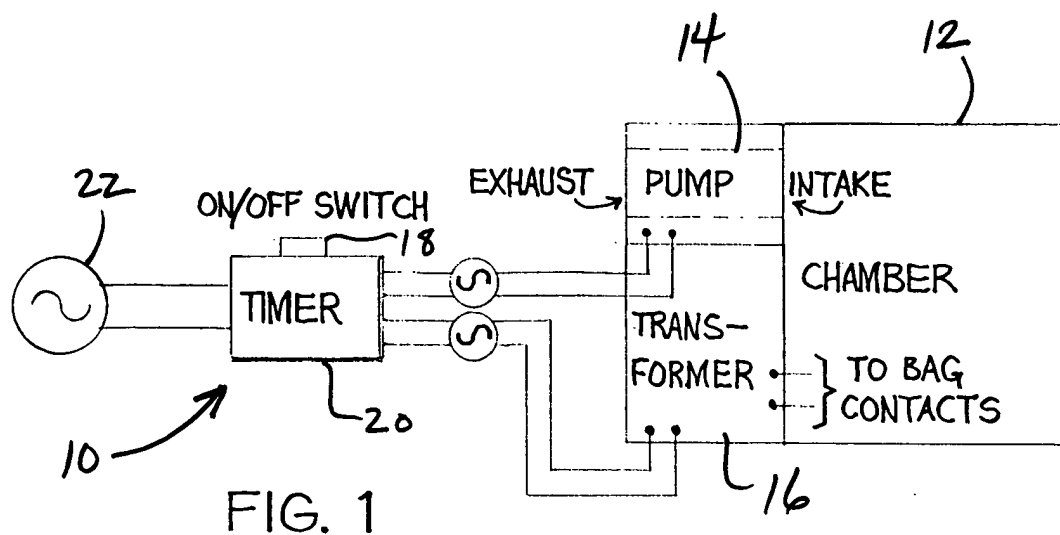 14
12
22
EXHAUST
PUMP
INTAKE
ON/OFF SWITCH
18
TIMER
CHAMBER
S
S
TRANS-
FORMER
TO BAG
CONTACTS
20
10
16
FIG. 1